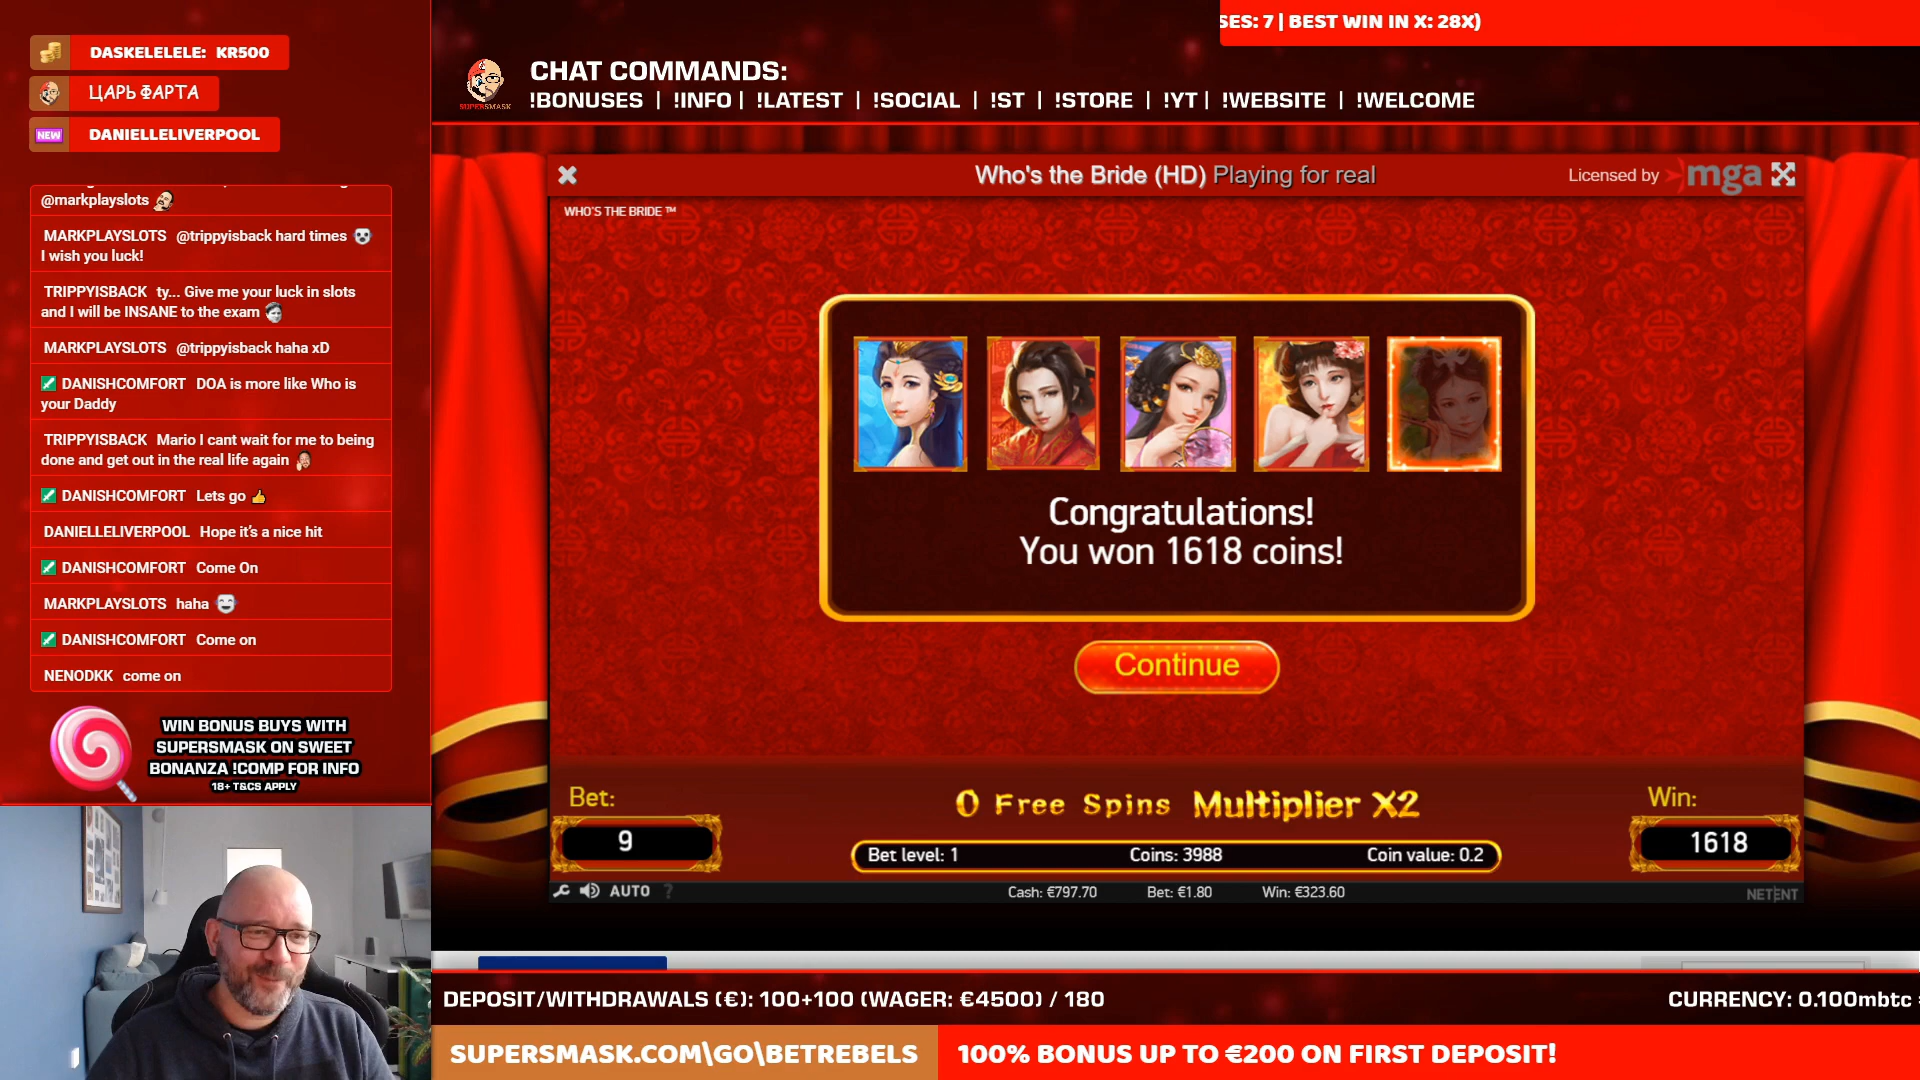 DASKELELELE: KR500
ЦАРЬ ФАРТА
NEW DANIELLELIVERPOOL
@markplayslots
MARKPLAYSLOTS @trippyisback hard times
I wish you luck!
TRIPPYISBACK ty... Give me your luck in slots
and I will be INSANE to the exam
MARKPLAYSLOTS @trippyisback haha xD
DANISHCOMFORT DOA is more like Who is
your Daddy
TRIPPYISBACK Mario I cant wait for me to being
done and get out in the real life again
DANISHCOMFORT Lets go
DANIELLELIVERPOOL Hope it's a nice hit
DANISHCOMFORT Come On
MARKPLAYSLOTS haha
DANISHCOMFORT Come on
NENODKK come on
WIN BONUS BUYS WITH
SUPERSMASK ON SWEET
BONANZA !COMP FOR INFO
18+ T&CS APPLY
SES: 7 | BEST WIN IN X: 28X)
SUPERSMASK
CHAT COMMANDS:
!BONUSES | !INFO | !LATEST | !SOCIAL | !ST | !STORE | !YT | !WEBSITE | !WELCOME
Who's the Bride (HD) Playing for real
Licensed by mga
WHO'S THE BRIDE ™
Congratulations!
You won 1618 coins!
Continue
Bet:
9
0 Free Spins Multiplier X2
Win:
1618
Bet level: 1 Coins: 3988 Coin value: 0.2
AUTO ?
Cash: €797.70 Bet: €1.80 Win: €323.60
NETENT
DEPOSIT/WITHDRAWALS (€): 100+100 (WAGER: €4500) / 180
CURRENCY: 0.100mbtc
SUPERSMASK.COM\GO\BETREBELS
100% BONUS UP TO €200 ON FIRST DEPOSIT!